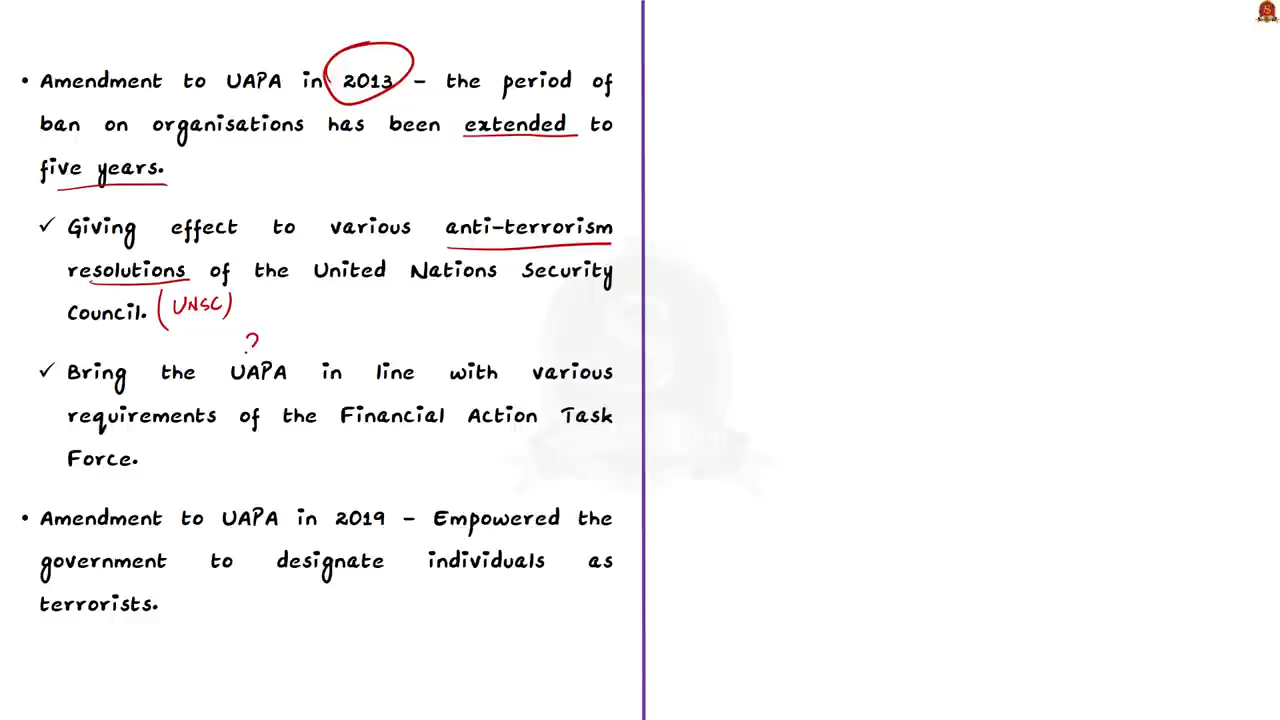 • Amendment to UAPA in 2013 – the period of
ban on organisations has been extended to
five years.
✓ Giving effect to various anti-terrorism
resolutions of the United Nations Security
Council. (UNSC)
?
✓ Bring the UAPA in line with various
requirements of the Financial Action Task
Force.
• Amendment to UAPA in 2019 – Empowered the
government to designate individuals as
terrorists.